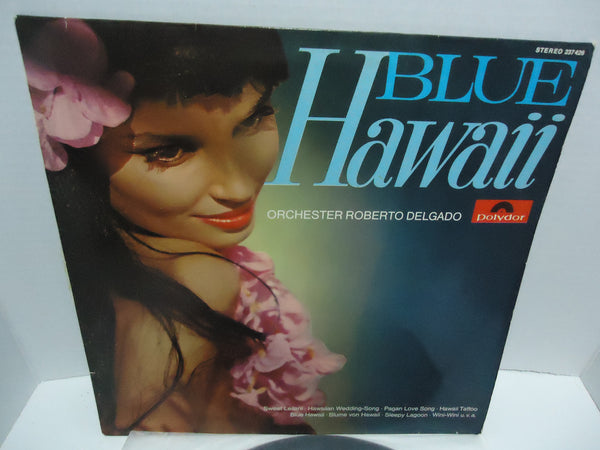 STEREO 237 426
BLUE
Hawaii
ORCHESTER ROBERTO DELGADO
polydor
Sweet Leilani · Hawaiian Wedding-Song · Pagan Love Song · Hawaii Tattoo
Blue Hawaii · Blume von Hawaii · Sleepy Lagoon · Wini-Wini u.v.a.